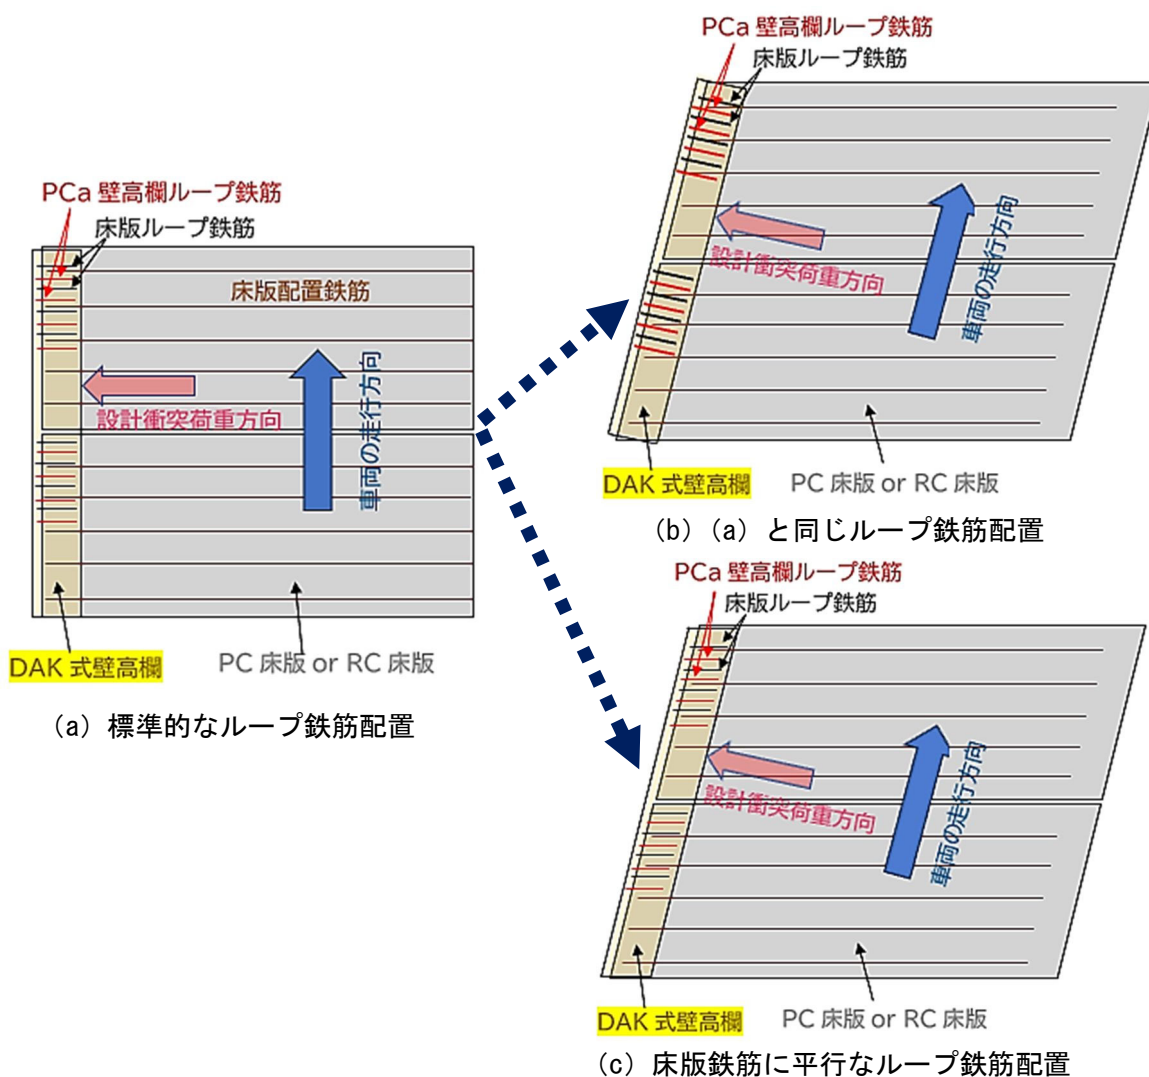 PCa 壁高欄ループ鉄筋
床版ループ鉄筋
床版配置鉄筋
設計衝突荷重方向
車両の走行方向
DAK 式壁高欄
PC 床版 or RC 床版
（a）標準的なループ鉄筋配置
PCa 壁高欄ループ鉄筋
床版ループ鉄筋
設計衝突荷重方向
車両の走行方向
DAK 式壁高欄
PC 床版 or RC 床版
（b）（a）と同じループ鉄筋配置
PCa 壁高欄ループ鉄筋
床版ループ鉄筋
設計衝突荷重方向
車両の走行方向
DAK 式壁高欄
PC 床版 or RC 床版
（c）床版鉄筋に平行なループ鉄筋配置